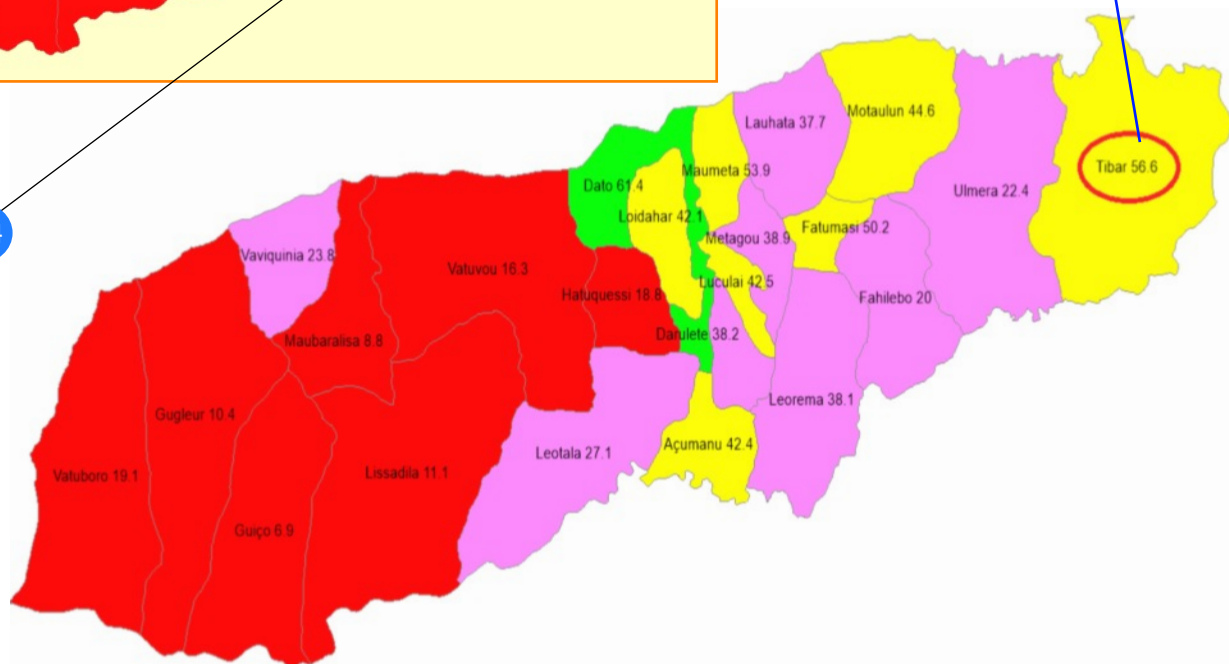 Motaulun 44.6
Lauhata 37.7
Tibar 56.6
Maumeta 53.9
Dato 61.4
Ulmera 22.4
Loidahar 42.1
Fatumasi 50.2
Metagou 38.9
Vaviquinia 23.8
Vatuvou 16.3
Luculai 42.5
Hatuquessi 18.8
Fahilebo 20
Darulete 38.2
Maubaralisa 8.8
Leorema 38.1
Gugleur 10.4
Açumanu 42.4
Leotala 27.1
Lissadila 11.1
Vatuboro 19.1
Guiço 6.9